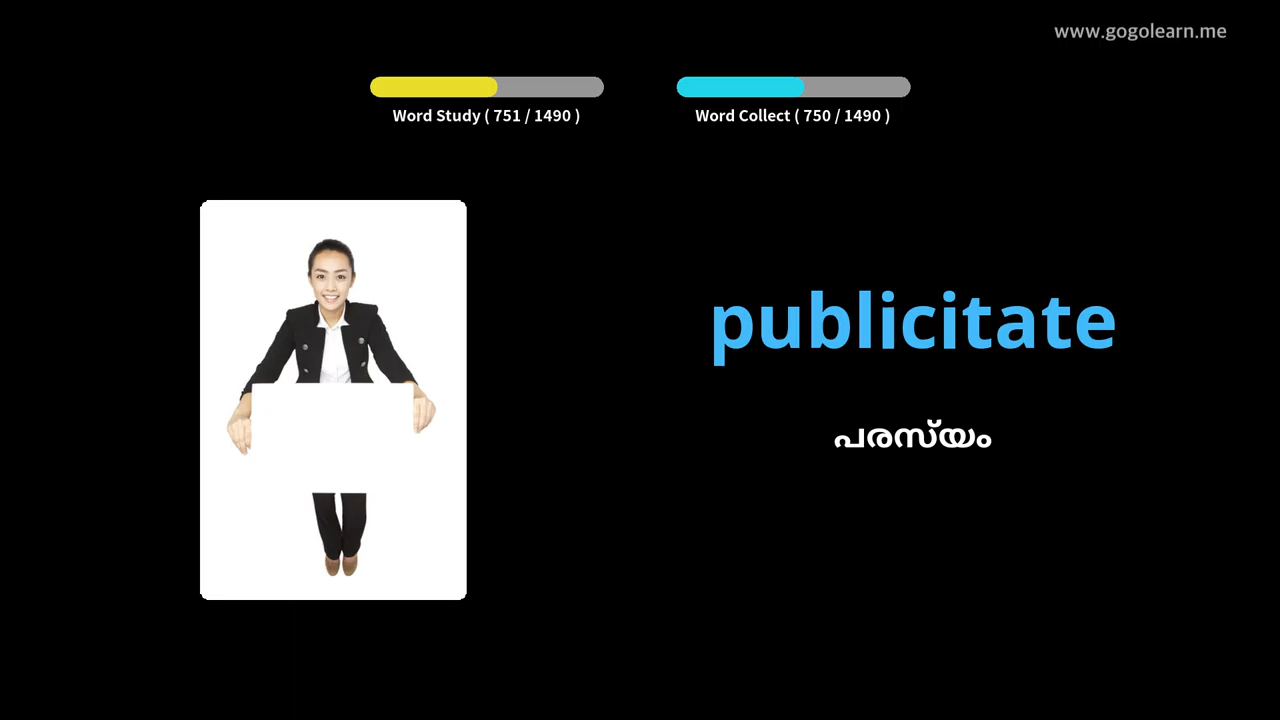 www.gogolearn.me
Word Study ( 751 / 1490 )
Word Collect ( 750 / 1490 )
publicitate
പരസ്യം